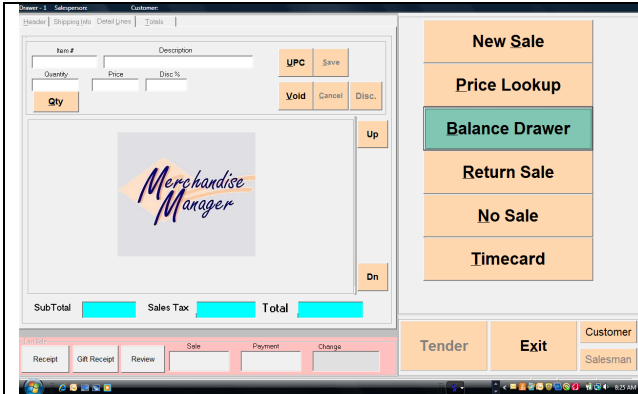 Drawer - 1 Salesperson: Customer:
Header Shipping Info Detail Lines Totals
Item # Description
UPC Save
Quantity Price Disc %
Qty
Void Cancel Disc.
Up
Merchandise
Manager
Dn
SubTotal Sales Tax Total
Last Sale
Sale Payment Change
Receipt Gift Receipt Review
New Sale
Price Lookup
Balance Drawer
Return Sale
No Sale
Timecard
Tender Exit Customer
Salesman
8:25 AM